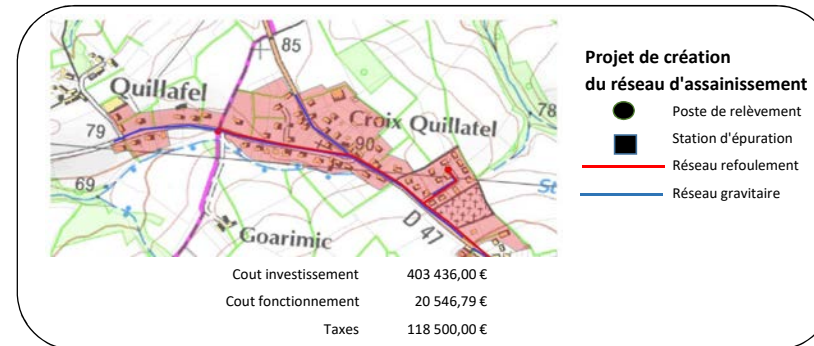 85
Quillafel
79
Croix Quillatel
90
78
69
St
Goarimic
D 47
Projet de création
du réseau d'assainissement
Poste de relèvement
Station d'épuration
Réseau refoulement
Réseau gravitaire
Cout investissement 403 436,00 €
Cout fonctionnement 20 546,79 €
Taxes 118 500,00 €